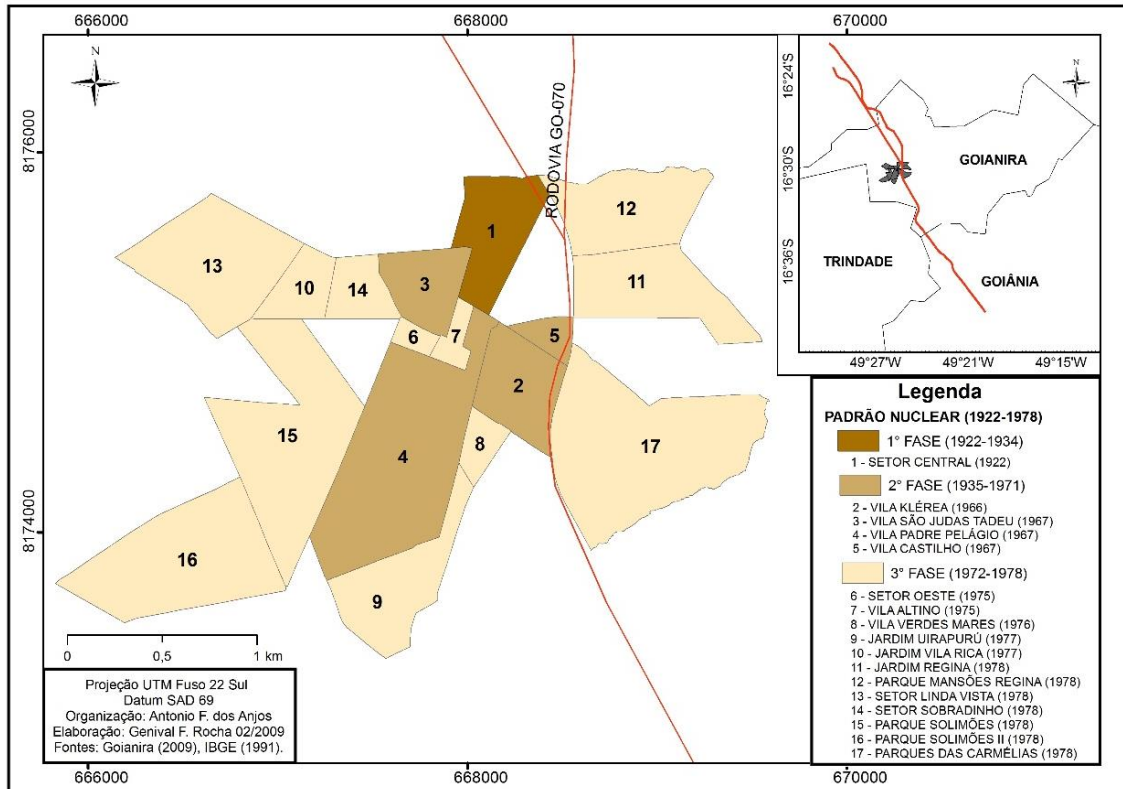 666000
668000
670000
8176000
8174000
N
RODOVIA GO-070
1
12
13
3
10
14
11
6
7
5
2
15
8
4
17
16
9
0
0,5
1 km
Projeção UTM Fuso 22 Sul
Datum SAD 69
Organização: Antonio F. dos Anjos
Elaboração: Genival F. Rocha 02/2009
Fontes: Goianira (2009), IBGE (1991).
666000
668000
670000
16°24'S
16°30'S
16°36'S
N
GOIANIRA
TRINDADE
GOIÂNIA
49°27'W
49°21'W
49°15'W
Legenda
PADRÃO NUCLEAR (1922-1978)
1° FASE (1922-1934)
1 - SETOR CENTRAL (1922)
2° FASE (1935-1971)
2 - VILA KLÉREA (1966)
3 - VILA SÃO JUDAS TADEU (1967)
4 - VILA PADRE PELÁGIO (1967)
5 - VILA CASTILHO (1967)
3° FASE (1972-1978)
6 - SETOR OESTE (1975)
7 - VILA ALTINO (1975)
8 - VILA VERDES MARES (1976)
9 - JARDIM UIRAPURÚ (1977)
10 - JARDIM VILA RICA (1977)
11 - JARDIM REGINA (1978)
12 - PARQUE MANSÕES REGINA (1978)
13 - SETOR LINDA VISTA (1978)
14 - SETOR SOBRADINHO (1978)
15 - PARQUE SOLIMÕES (1978)
16 - PARQUE SOLIMÕES II (1978)
17 - PARQUES DAS CARMÉLIAS (1978)